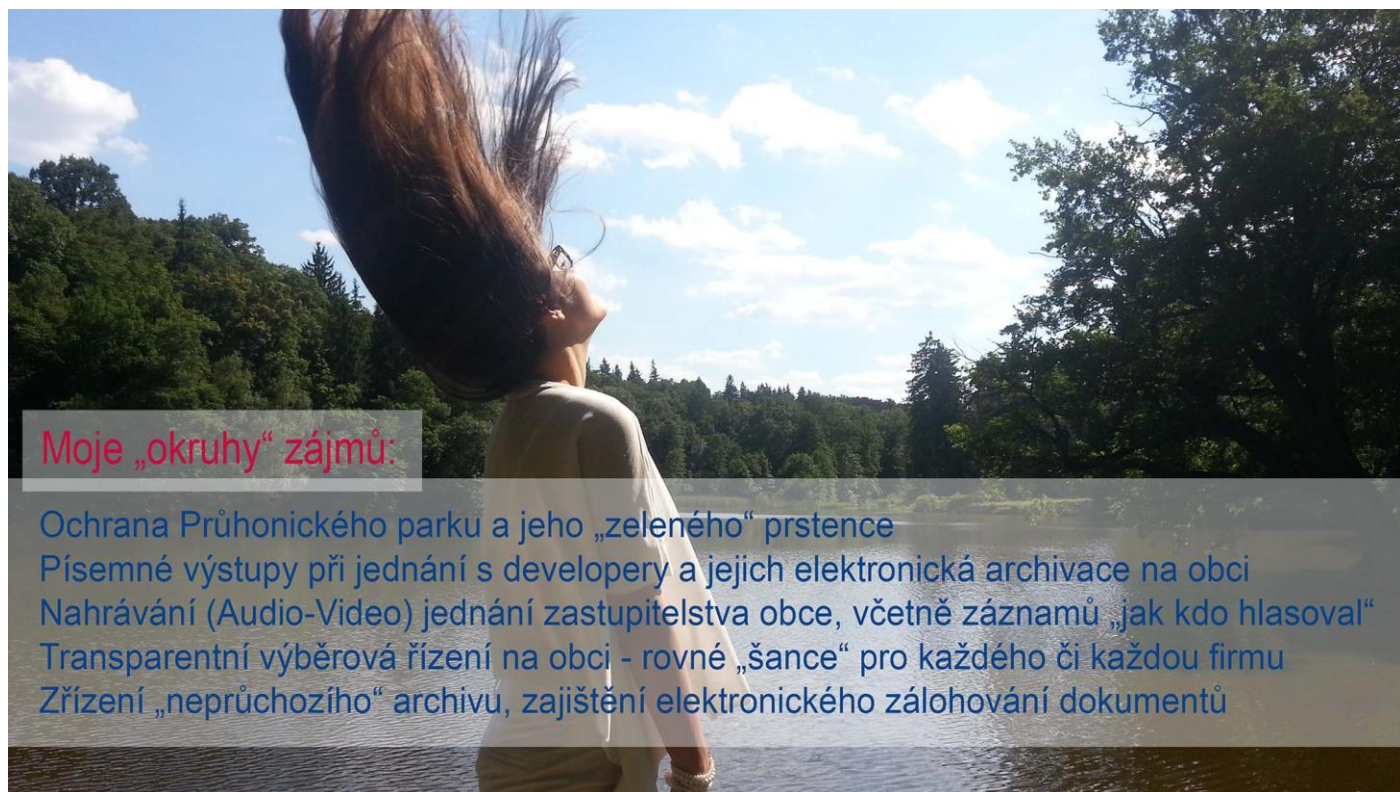 Moje „okruhy“ zájmů:
Ochrana Průhonického parku a jeho „zeleného“ prstence
Písemné výstupy při jednání s developery a jejich elektronická archivace na obci
Nahrávání (Audio-Video) jednání zastupitelstva obce, včetně záznamů „jak kdo hlasoval“
Transparentní výběrová řízení na obci - rovné „šance“ pro každého či každou firmu
Zřízení „neprůchozího“ archivu, zajištění elektronického zálohování dokumentů